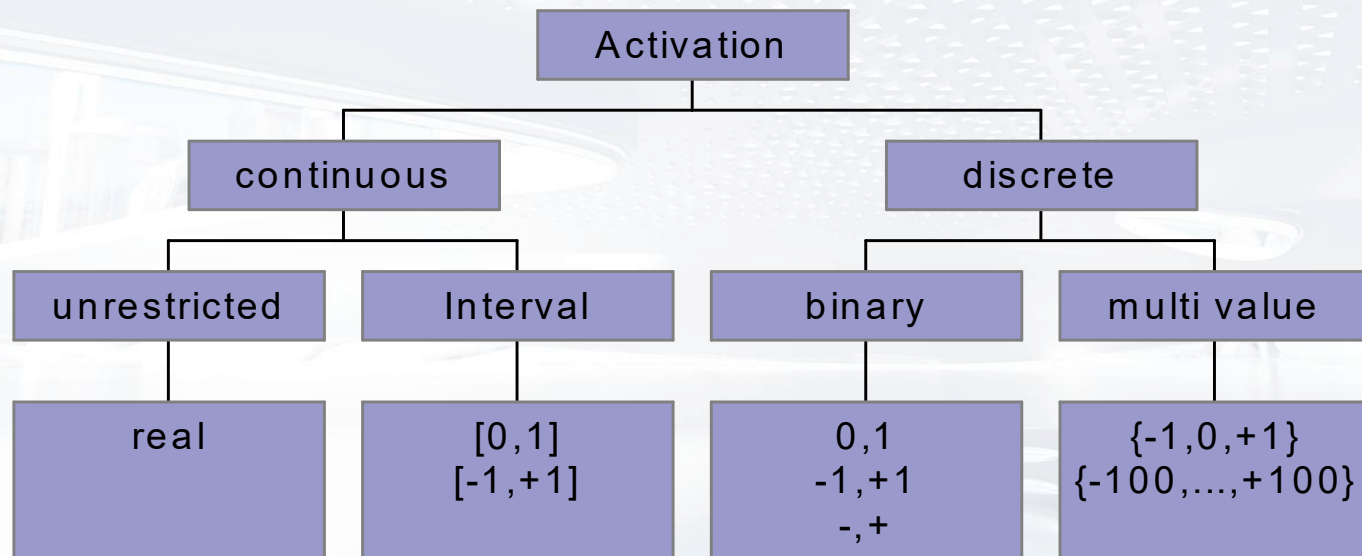 Activation
continuous
discrete
unrestricted
Interval
binary
multi value
real
[0,1]
[-1,+1]
0,1
-1,+1
-,+
{-1,0,+1}
{-100,...,+100}